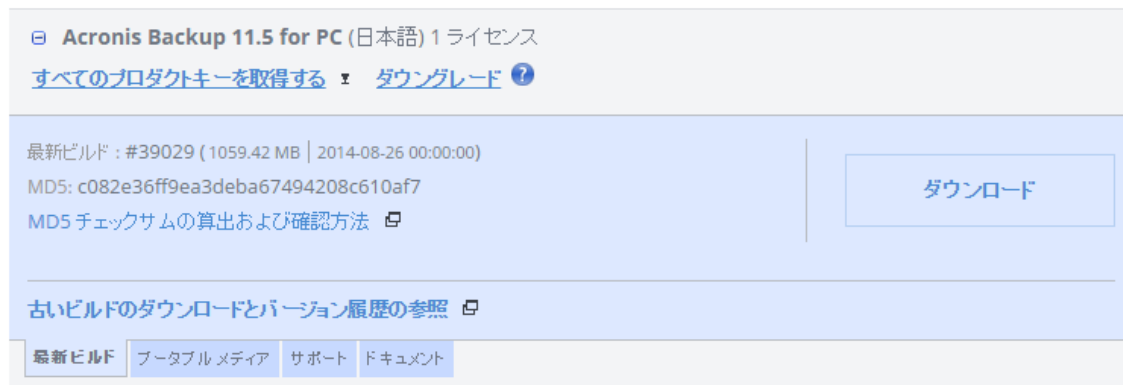 Acronis Backup 11.5 for PC (日本語) 1 ライセンス
すべてのプロダクトキーを取得する ダウングレード ?
最新ビルド : #39029 ( 1059.42 MB | 2014-08-26 00:00:00)
MD5: c082e36ff9ea3deba67494208c610af7
MD5 チェックサムの算出および確認方法
ダウンロード
古いビルドのダウンロードとバージョン履歴の参照
最新ビルド ブータブル メディア サポート ドキュメント